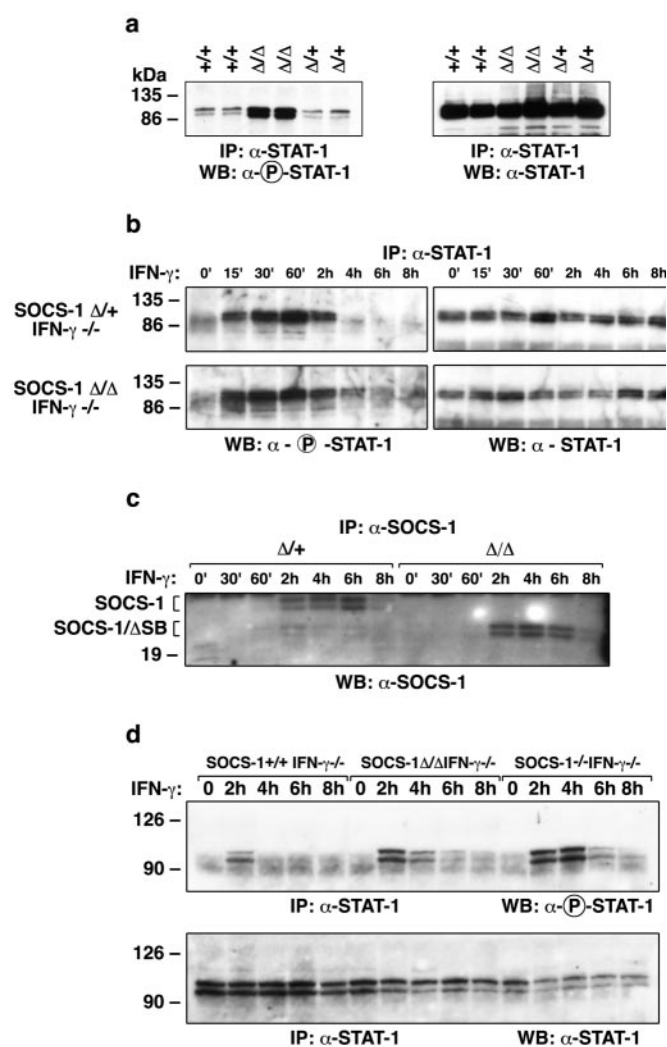 a
+/+ +/+ Δ/Δ Δ/Δ Δ/+ Δ/+
+/+ +/+ Δ/Δ Δ/Δ Δ/+ Δ/+
kDa
135 –
86 –
IP: α-STAT-1
WB: α-Ⓟ-STAT-1
IP: α-STAT-1
WB: α-STAT-1
b
IP: α-STAT-1
IFN-γ: 0' 15' 30' 60' 2h 4h 6h 8h 0' 15' 30' 60' 2h 4h 6h 8h
SOCS-1 Δ/+
IFN-γ -/-
135 –
86 –
SOCS-1 Δ/Δ
IFN-γ -/-
135 –
86 –
WB: α - Ⓟ -STAT-1
WB: α - STAT-1
c
IP: α-SOCS-1
Δ/+ Δ/Δ
IFN-γ: 0' 30' 60' 2h 4h 6h 8h 0' 30' 60' 2h 4h 6h 8h
SOCS-1 [
SOCS-1/ΔSB [
19 –
WB: α-SOCS-1
d
SOCS-1+/+ IFN-γ-/- SOCS-1Δ/ΔIFN-γ-/- SOCS-1-/-IFN-γ-/-
IFN-γ: 0 2h 4h 6h 8h 0 2h 4h 6h 8h 0 2h 4h 6h 8h
126 –
90 –
IP: α-STAT-1 WB: α-Ⓟ-STAT-1
126 –
90 –
IP: α-STAT-1 WB: α-STAT-1